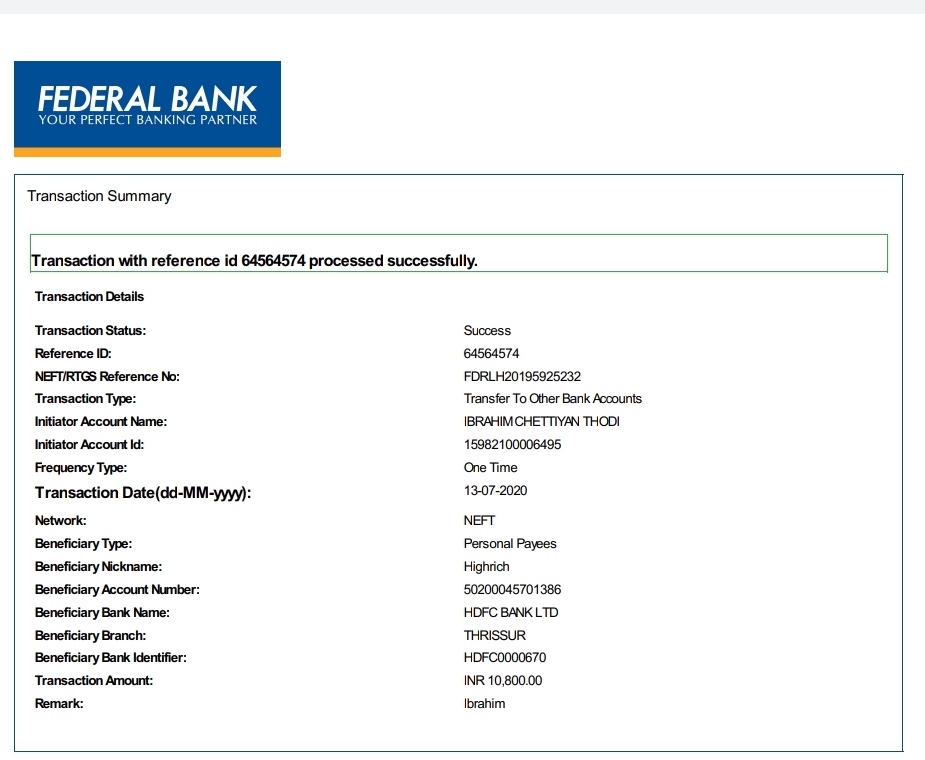 FEDERAL BANK
YOUR PERFECT BANKING PARTNER
Transaction Summary
Transaction with reference id 64564574 processed successfully.
Transaction Details
Transaction Status: Success
Reference ID: 64564574
NEFT/RTGS Reference No: FDRLH20195925232
Transaction Type: Transfer To Other Bank Accounts
Initiator Account Name: IBRAHIM CHETTIYAN THODI
Initiator Account Id: 15982100006495
Frequency Type: One Time
Transaction Date(dd-MM-yyyy): 13-07-2020
Network: NEFT
Beneficiary Type: Personal Payees
Beneficiary Nickname: Highrich
Beneficiary Account Number: 50200045701386
Beneficiary Bank Name: HDFC BANK LTD
Beneficiary Branch: THRISSUR
Beneficiary Bank Identifier: HDFC0000670
Transaction Amount: INR 10,800.00
Remark: Ibrahim